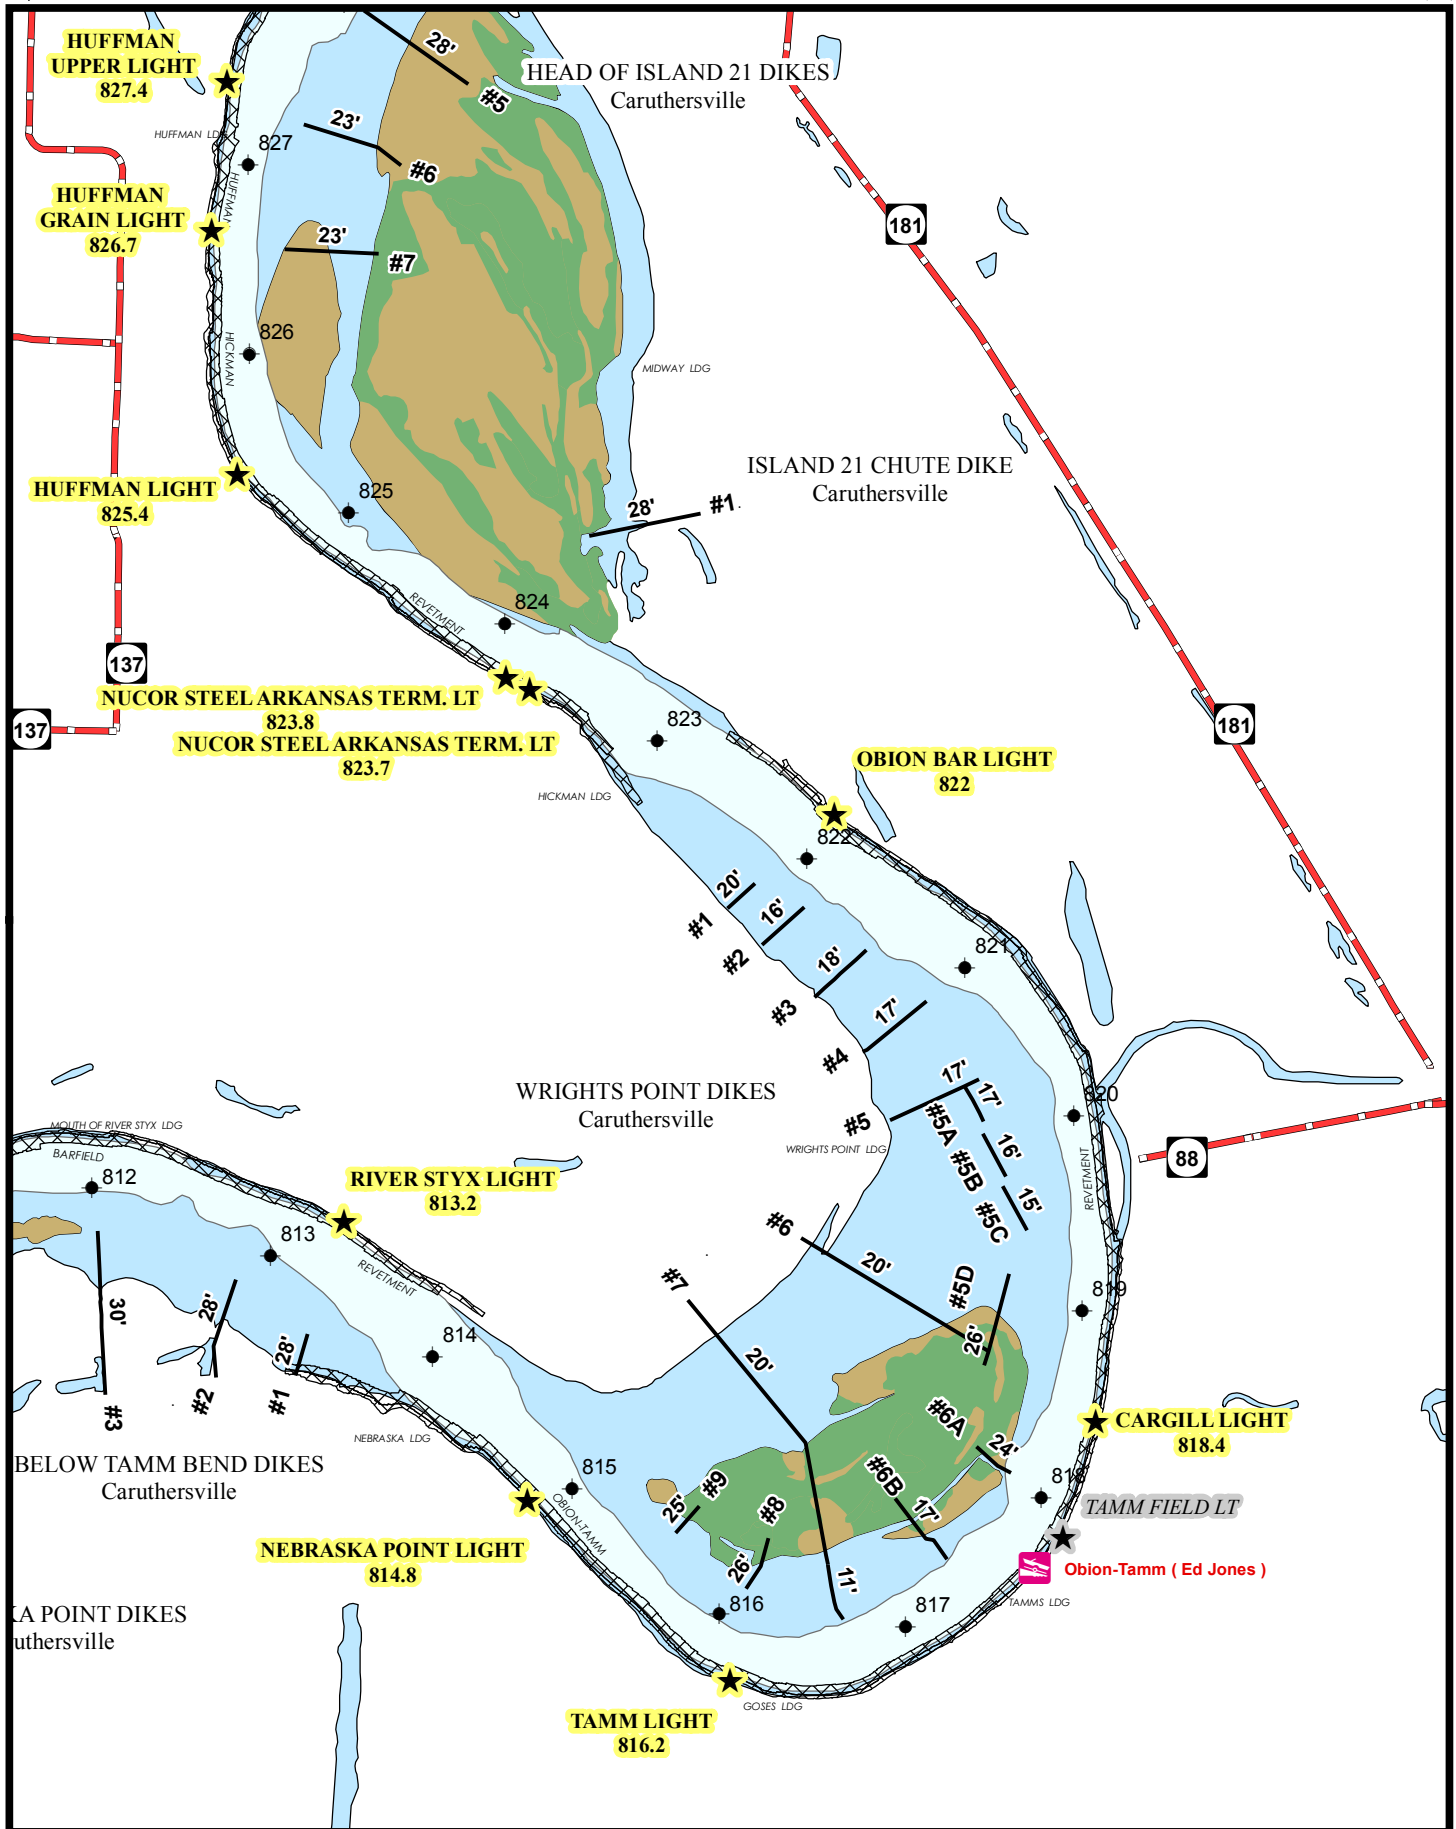 HUFFMAN
UPPER LIGHT
827.4
28'
#5
HEAD OF ISLAND 21 DIKES
Caruthersville
23'
#6
HUFFMAN LDG
827
HUFFMAN
HUFFMAN
GRAIN LIGHT
826.7
23'
#7
181
826
HICKMAN
MIDWAY LDG
HUFFMAN LIGHT
825.4
825
ISLAND 21 CHUTE DIKE
Caruthersville
28'
#1
824
REVETMENT
137
137
NUCOR STEEL ARKANSAS TERM. LT
823.8
NUCOR STEEL ARKANSAS TERM. LT
823.7
823
181
OBION BAR LIGHT
822
HICKMAN LDG
822
20'
#1
16'
#2
18'
#3
821
17'
#4
WRIGHTS POINT DIKES
Caruthersville
17'
17'
#5
#5A
#5B
#5C
16'
15'
820
WRIGHTS POINT LDG
88
REVETMENT
MOUTH OF RIVER STYX LDG
BARFIELD
812
RIVER STYX LIGHT
813.2
813
REVETMENT
#6
20'
#7
20'
#5D
26'
819
30'
#3
28'
#2
28'
#1
814
NEBRASKA LDG
#6A
24'
CARGILL LIGHT
818.4
BELOW TAMM BEND DIKES
Caruthersville
815
OBION-TAMM
25'
#9
#8
26'
#6B
17'
818
TAMM FIELD LT
NEBRASKA POINT LIGHT
814.8
Obion-Tamm ( Ed Jones )
11'
TAMMS LDG
KA POINT DIKES
uthersville
816
817
GOSES LDG
TAMM LIGHT
816.2